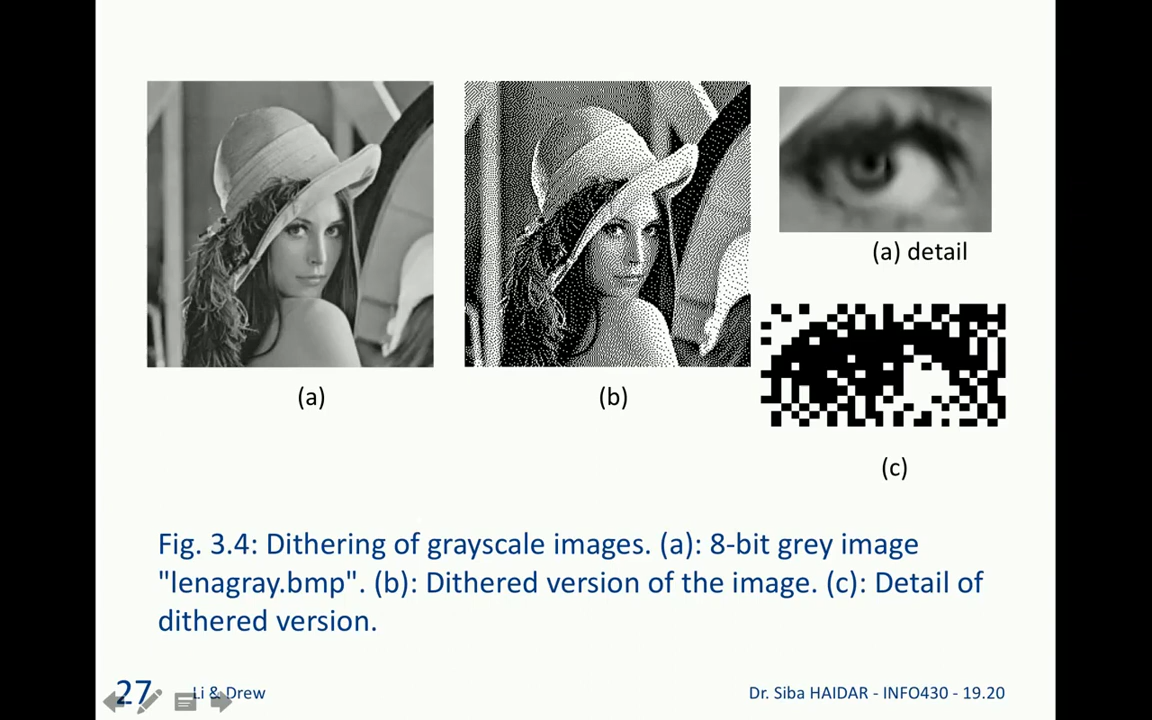 (a) detail
(a)
(b)
(c)
Fig. 3.4: Dithering of grayscale images. (a): 8-bit grey image
"lenagray.bmp". (b): Dithered version of the image. (c): Detail of
dithered version.
27
Li & Drew
Dr. Siba HAIDAR - INFO430 - 19.20